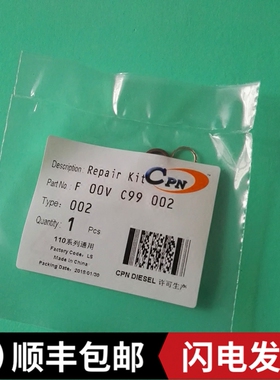 Description: Repair Kit
CPN
Part No: F 00V C99 002
Type: 002
Quantity: 1 Pcs
110系列通用
Factory Code: LS
Made in China
Packing Date: 2018/01/30
CPN DIESEL 许可生产
顺丰包邮
闪电发